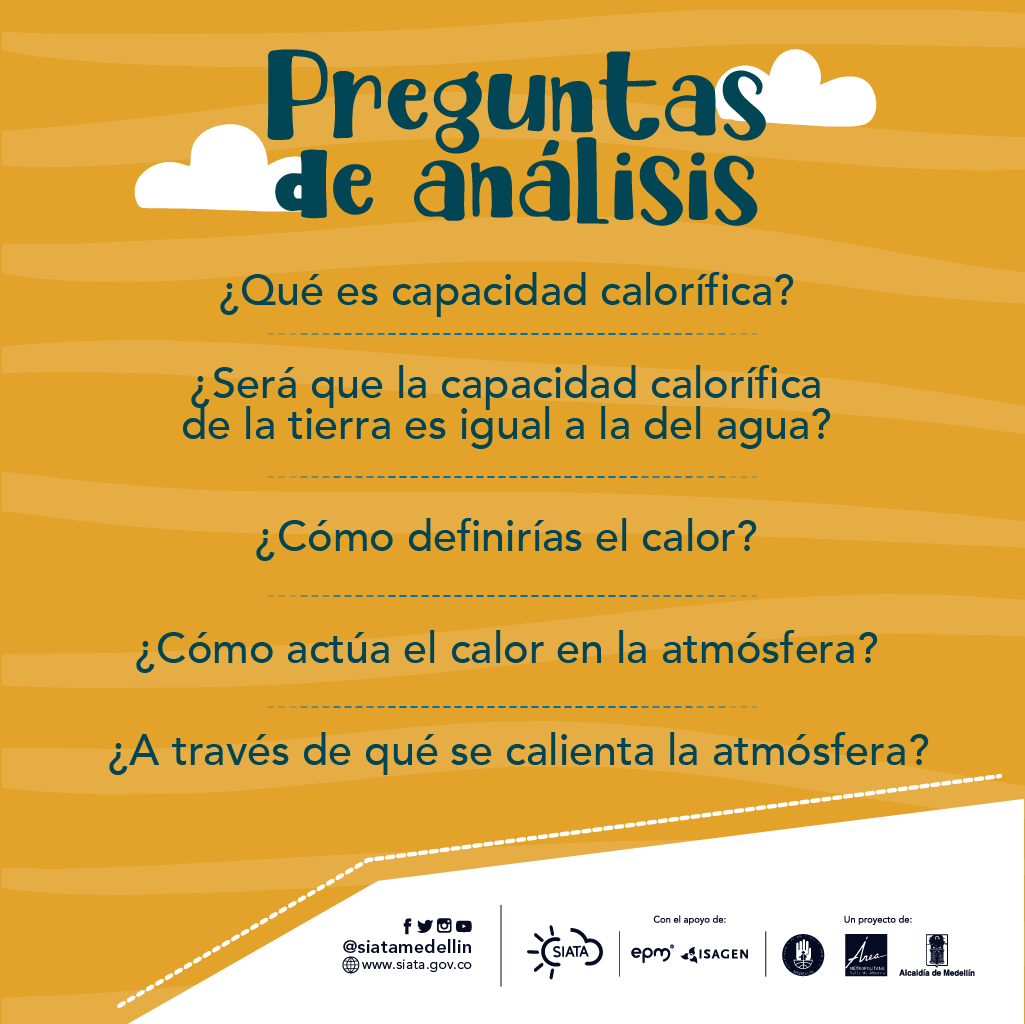 Preguntas
de análisis
¿Qué es capacidad calorífica?
¿Será que la capacidad calorífica
de la tierra es igual a la del agua?
¿Cómo definirías el calor?
¿Cómo actúa el calor en la atmósfera?
¿A través de qué se calienta la atmósfera?
@siatamedellin
www.siata.gov.co
SIATA
Con el apoyo de:
epm
ISAGEN
Un proyecto de:
Área
METROPOLITANA
Valle de Aburrá
Alcaldía de Medellín